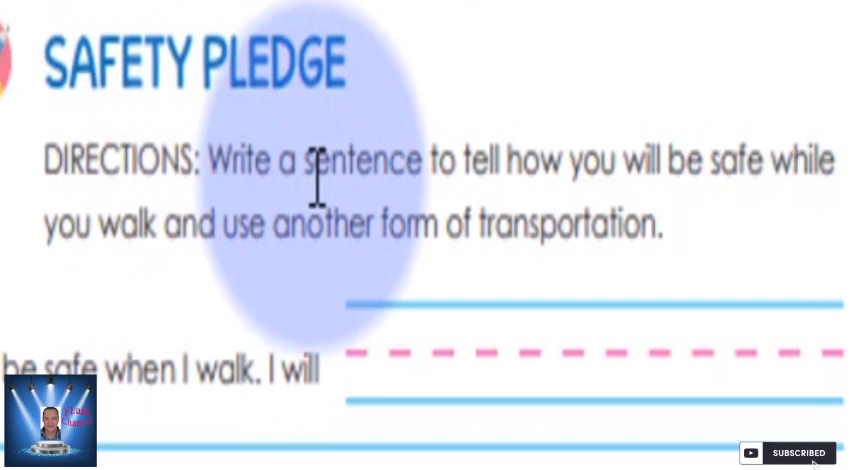 SAFETY PLEDGE
DIRECTIONS: Write a sentence to tell how you will be safe while
you walk and use another form of transportation.
be safe when I walk. I will
SUBSCRIBED